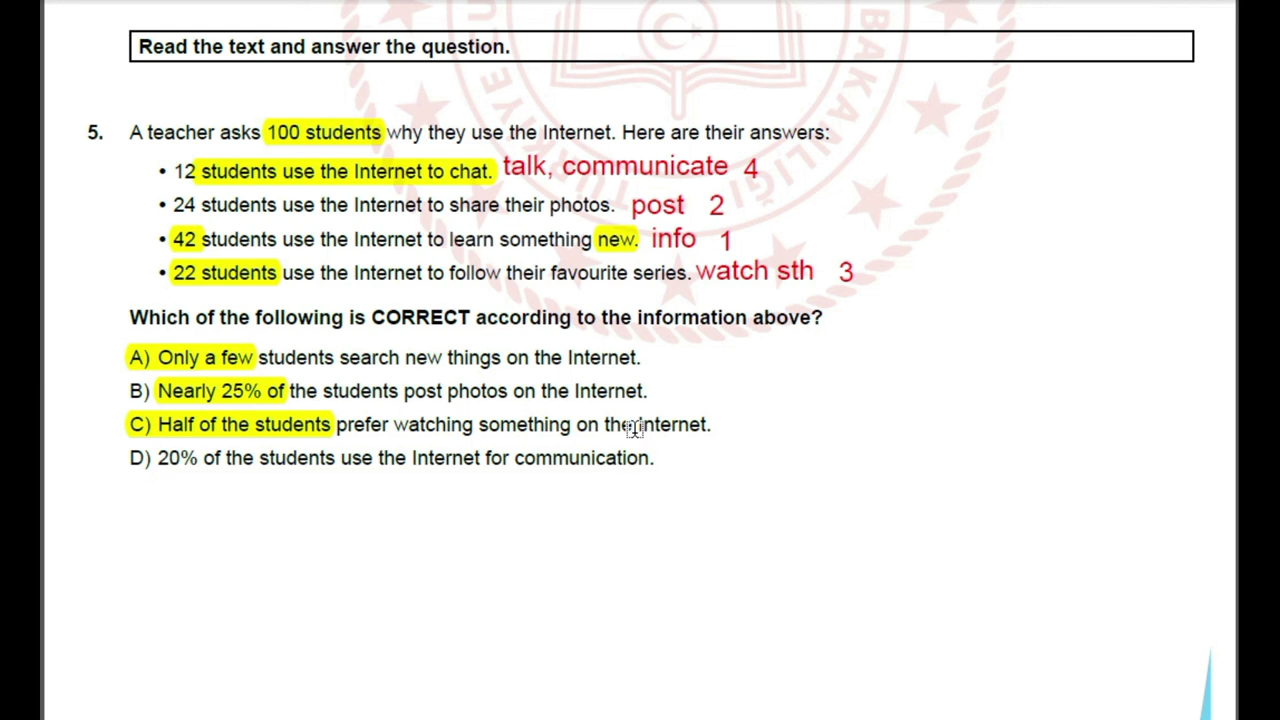 Read the text and answer the question.
5. A teacher asks 100 students why they use the Internet. Here are their answers:
• 12 students use the Internet to chat. talk, communicate 4
• 24 students use the Internet to share their photos. post 2
• 42 students use the Internet to learn something new. info 1
• 22 students use the Internet to follow their favourite series. watch sth 3
Which of the following is CORRECT according to the information above?
A) Only a few students search new things on the Internet.
B) Nearly 25% of the students post photos on the Internet.
C) Half of the students prefer watching something on the Internet.
D) 20% of the students use the Internet for communication.